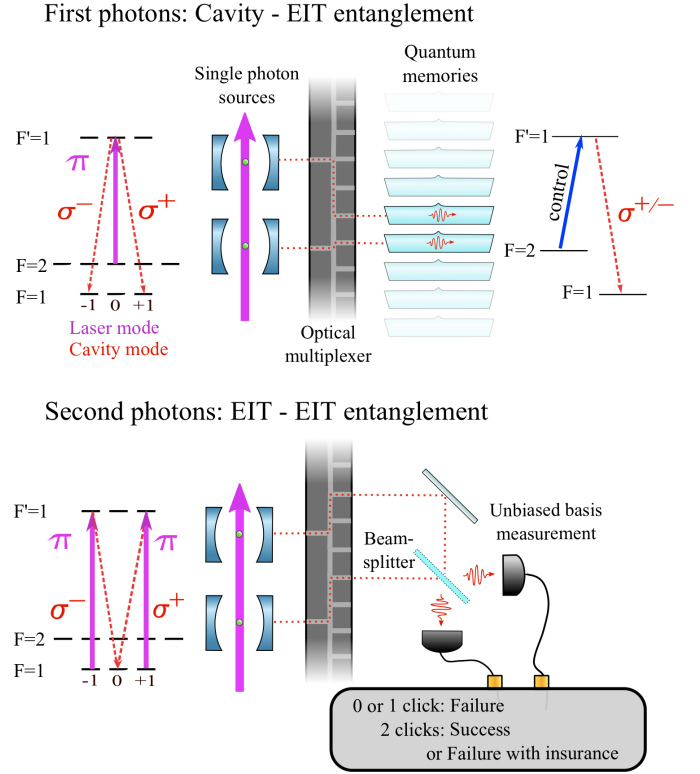 First photons: Cavity - EIT entanglement
Quantum
memories
Single photon
sources
F'=1
π
σ⁻
σ⁺
F=2
F=1
-1 0 +1
Laser mode
Cavity mode
Optical
multiplexer
F'=1
control
σ⁺/⁻
F=2
F=1
Second photons: EIT - EIT entanglement
F'=1
π
π
σ⁻
σ⁺
F=2
F=1
-1 0 +1
Unbiased basis
measurement
Beam-
splitter
0 or 1 click: Failure
2 clicks: Success
or Failure with insurance